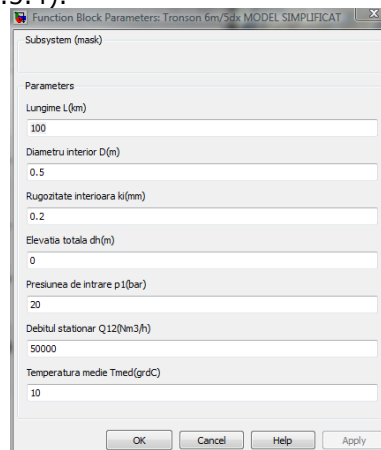 .3.4).
Function Block Parameters: Tronson 6m/5dx MODEL SIMPLIFICAT
Subsystem (mask)
Parameters
Lungime L(km)
100
Diametru interior D(m)
0.5
Rugozitate interioara ki(mm)
0.2
Elevatia totala dh(m)
0
Presiunea de intrare p1(bar)
20
Debitul stationar Q12(Nm3/h)
50000
Temperatura medie Tmed(grdC)
10
OK Cancel Help Apply